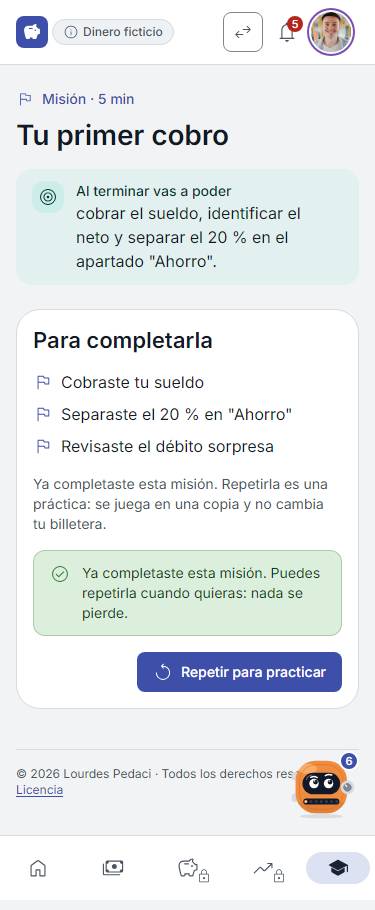 Dinero ficticio
5
Misión · 5 min
Tu primer cobro
Al terminar vas a poder
cobrar el sueldo, identificar el
neto y separar el 20 % en el
apartado "Ahorro".
Para completarla
Cobraste tu sueldo
Separaste el 20 % en "Ahorro"
Revisaste el débito sorpresa
Ya completaste esta misión. Repetirla es una
práctica: se juega en una copia y no cambia
tu billetera.
Ya completaste esta misión. Puedes
repetirla cuando quieras: nada se
pierde.
Repetir para practicar
6
© 2026 Lourdes Pedaci · Todos los derechos
Licencia